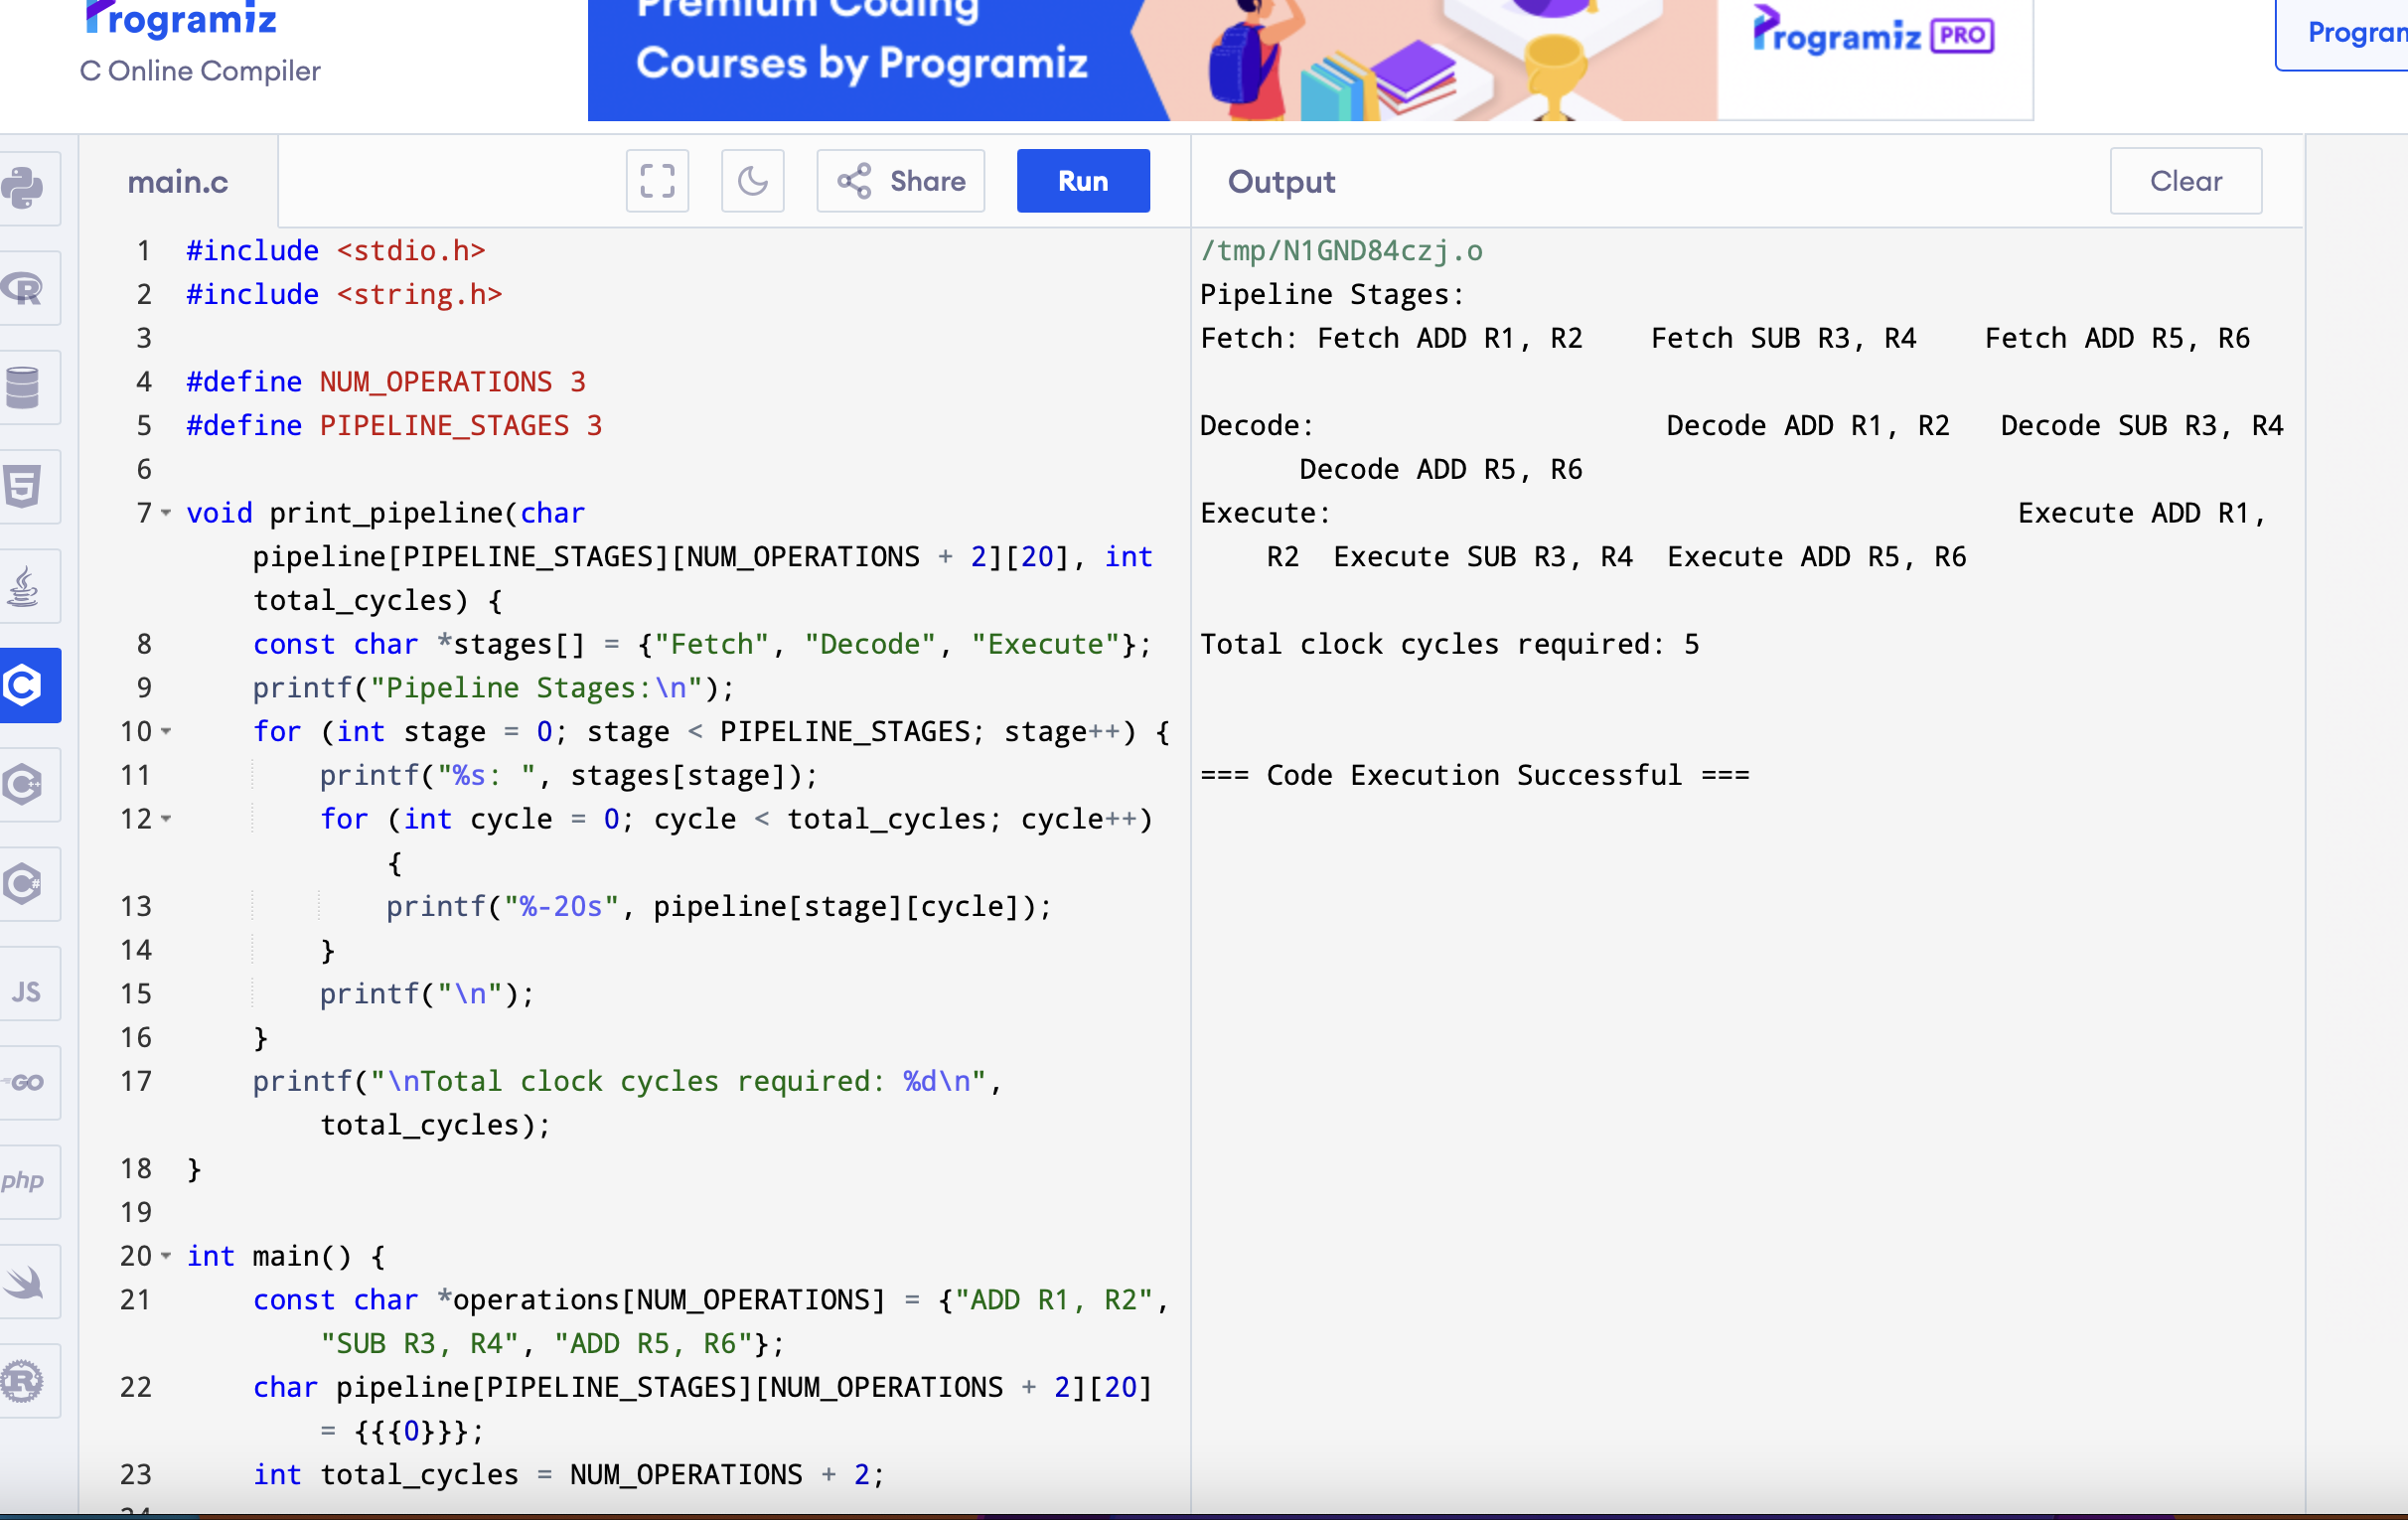 Programiz
C Online Compiler
Premium Coding
Courses by Programiz
Programiz PRO
main.c
Share
Run
Output
Clear
1 #include <stdio.h>
2 #include <string.h>
3
4 #define NUM_OPERATIONS 3
5 #define PIPELINE_STAGES 3
6
7 void print_pipeline(char
pipeline[PIPELINE_STAGES][NUM_OPERATIONS + 2][20], int
total_cycles) {
8 const char *stages[] = {"Fetch", "Decode", "Execute"};
9 printf("Pipeline Stages:\n");
10 for (int stage = 0; stage < PIPELINE_STAGES; stage++) {
11 printf("%s: ", stages[stage]);
12 for (int cycle = 0; cycle < total_cycles; cycle++)
{
13 printf("%-20s", pipeline[stage][cycle]);
14 }
15 printf("\n");
16 }
17 printf("\nTotal clock cycles required: %d\n",
total_cycles);
18 }
19
20 int main() {
21 const char *operations[NUM_OPERATIONS] = {"ADD R1, R2",
"SUB R3, R4", "ADD R5, R6"};
22 char pipeline[PIPELINE_STAGES][NUM_OPERATIONS + 2][20]
= {{{0}}};
23 int total_cycles = NUM_OPERATIONS + 2;
/tmp/N1GND84czj.o
Pipeline Stages:
Fetch: Fetch ADD R1, R2    Fetch SUB R3, R4    Fetch ADD R5, R6
Decode:                     Decode ADD R1, R2   Decode SUB R3, R4
Decode ADD R5, R6
Execute:                                         Execute ADD R1,
R2  Execute SUB R3, R4  Execute ADD R5, R6
Total clock cycles required: 5
=== Code Execution Successful ===
R
5
C
C++
C#
JS
GO
php
R